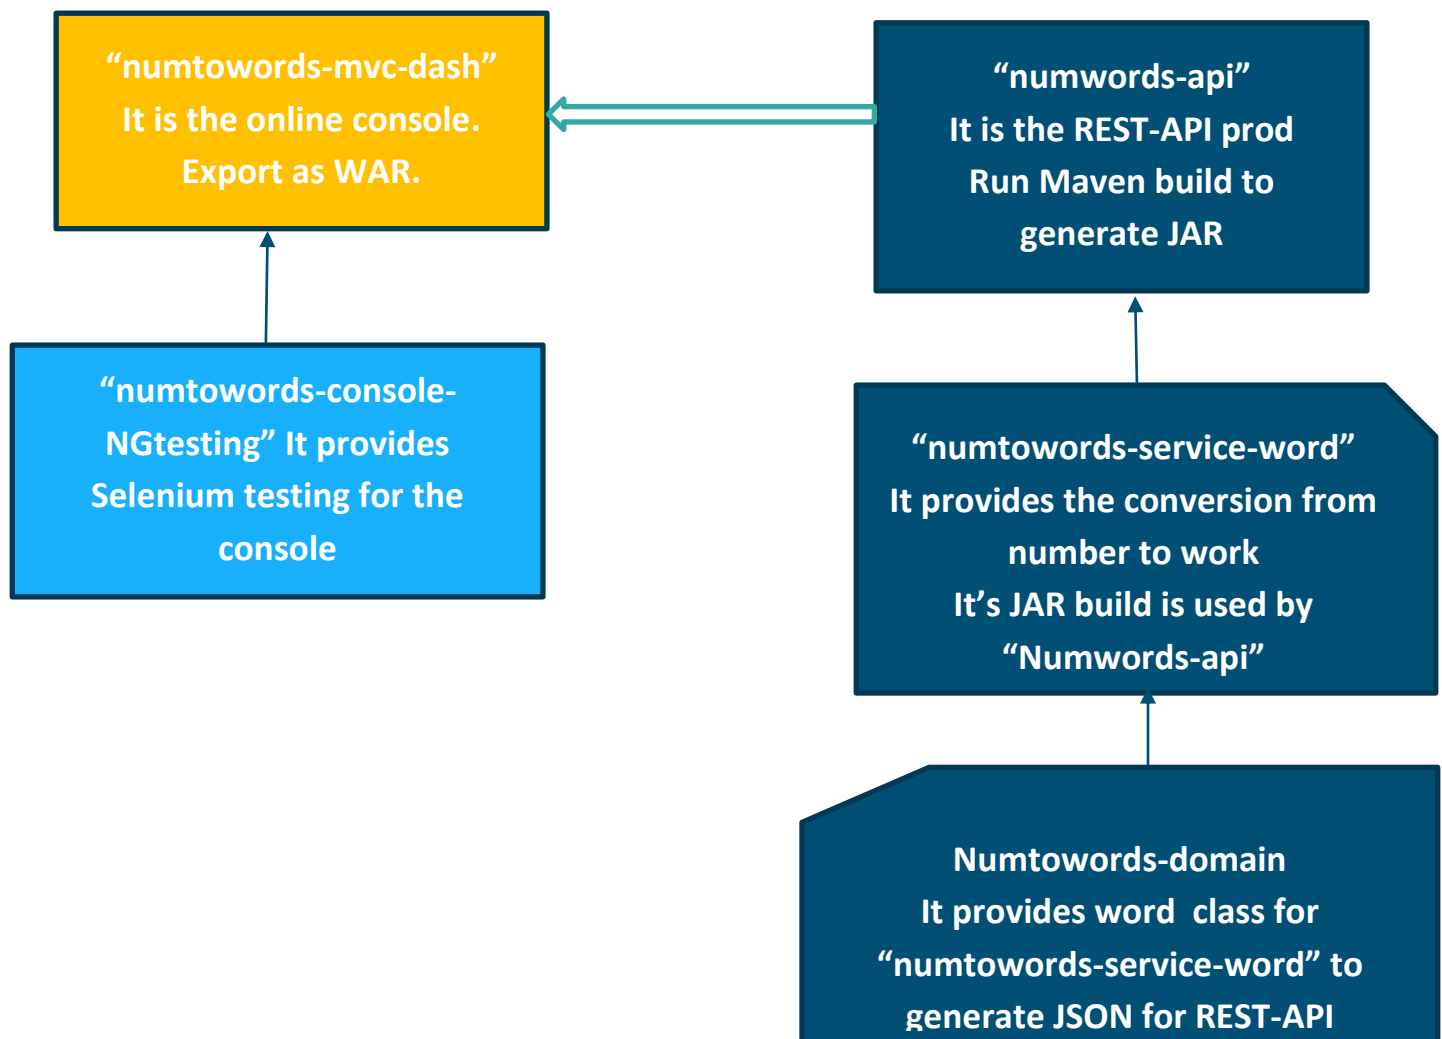 “numtowords-mvc-dash”
It is the online console.
Export as WAR.
“numwords-api”
It is the REST-API prod
Run Maven build to
generate JAR
“numtowords-console-
NGtesting” It provides
Selenium testing for the
console
“numtowords-service-word”
It provides the conversion from
number to work
It’s JAR build is used by
“Numwords-api”
Numtowords-domain
It provides word  class for
“numtowords-service-word” to
generate JSON for REST-API